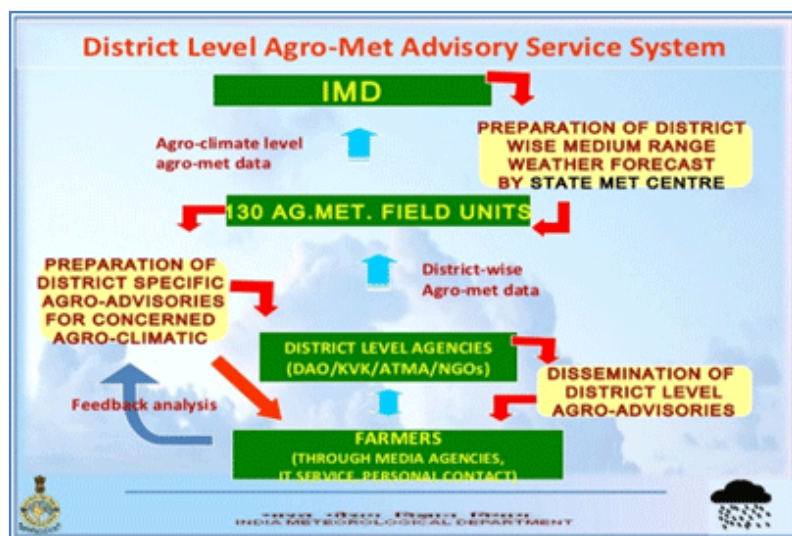 District Level Agro-Met Advisory Service System
IMD
Agro-climate level
agro-met data
PREPARATION OF DISTRICT
WISE MEDIUM RANGE
WEATHER FORECAST
BY STATE MET CENTRE
130 AG.MET. FIELD UNITS
PREPARATION OF
DISTRICT SPECIFIC
AGRO-ADVISORIES
FOR CONCERNED
AGRO-CLIMATIC
District-wise
Agro-met data
DISTRICT LEVEL AGENCIES
(DAO/KVK/ATMA/NGOs)
DISSEMINATION OF
DISTRICT LEVEL
AGRO-ADVISORIES
Feedback analysis
FARMERS
(THROUGH MEDIA AGENCIES,
IT SERVICE, PERSONAL CONTACT)
INDIA METEOROLOGICAL DEPARTMENT